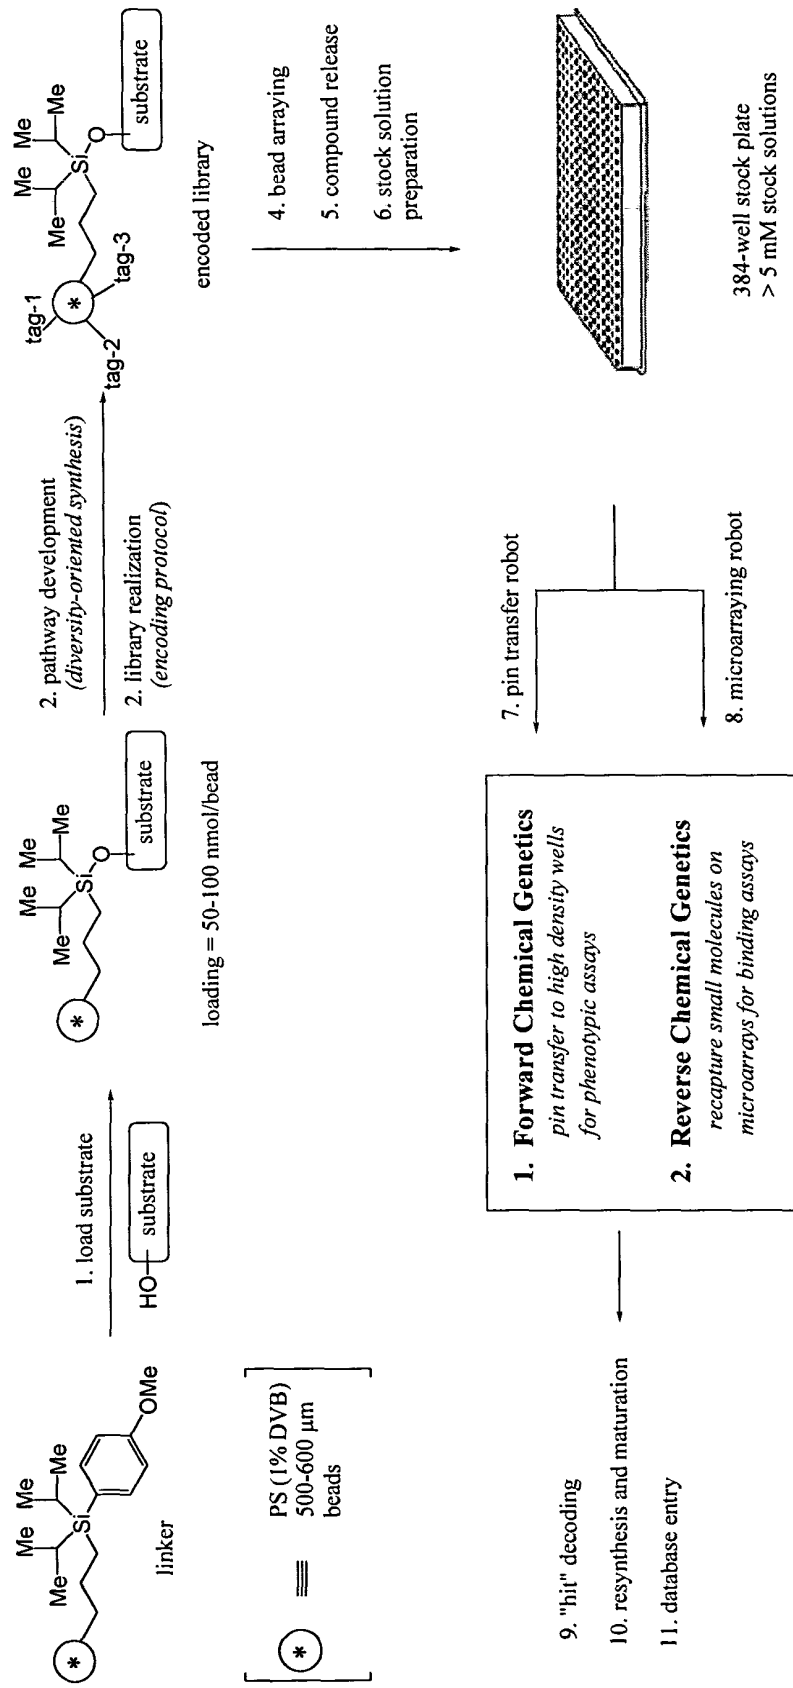 Me
Me
Me
Si
Me
OMe
*
linker
1. load substrate
HO
substrate
Me
Me
Me
Si
Me
O
substrate
*
loading = 50-100 nmol/bead
2. pathway development
(diversity-oriented synthesis)
2. library realization
(encoding protocol)
Me
Me
Me
Si
Me
O
substrate
tag-1
*
tag-3
tag-2
encoded library
*
PS (1% DVB)
500-600 µm
beads
4. bead arraying
5. compound release
6. stock solution
preparation
384-well stock plate
> 5 mM stock solutions
7. pin transfer robot
8. microarraying robot
1. Forward Chemical Genetics
pin transfer to high density wells
for phenotypic assays
2. Reverse Chemical Genetics
recapture small molecules on
microarrays for binding assays
9. "hit" decoding
10. resynthesis and maturation
11. database entry